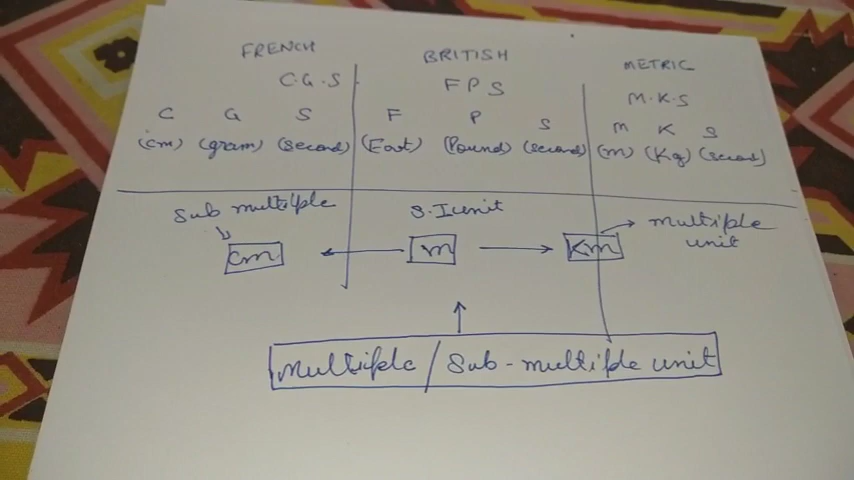 FRENCH BRITISH METRIC
C.G.S FPS M.K.S
C G S F P S M K S
(cm) (gram) (second) (Foot) (Pound) (second) (m) (Kg) (second)
Sub multiple S.I unit multiple
unit
cm m Km
Multiple / Sub-multiple unit